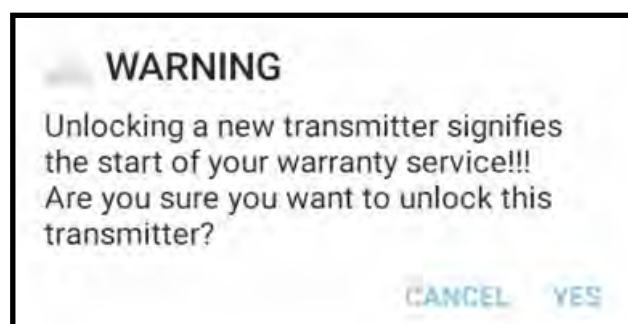 WARNING
Unlocking a new transmitter signifies
the start of your warranty service!!!
Are you sure you want to unlock this
transmitter?
CANCEL YES